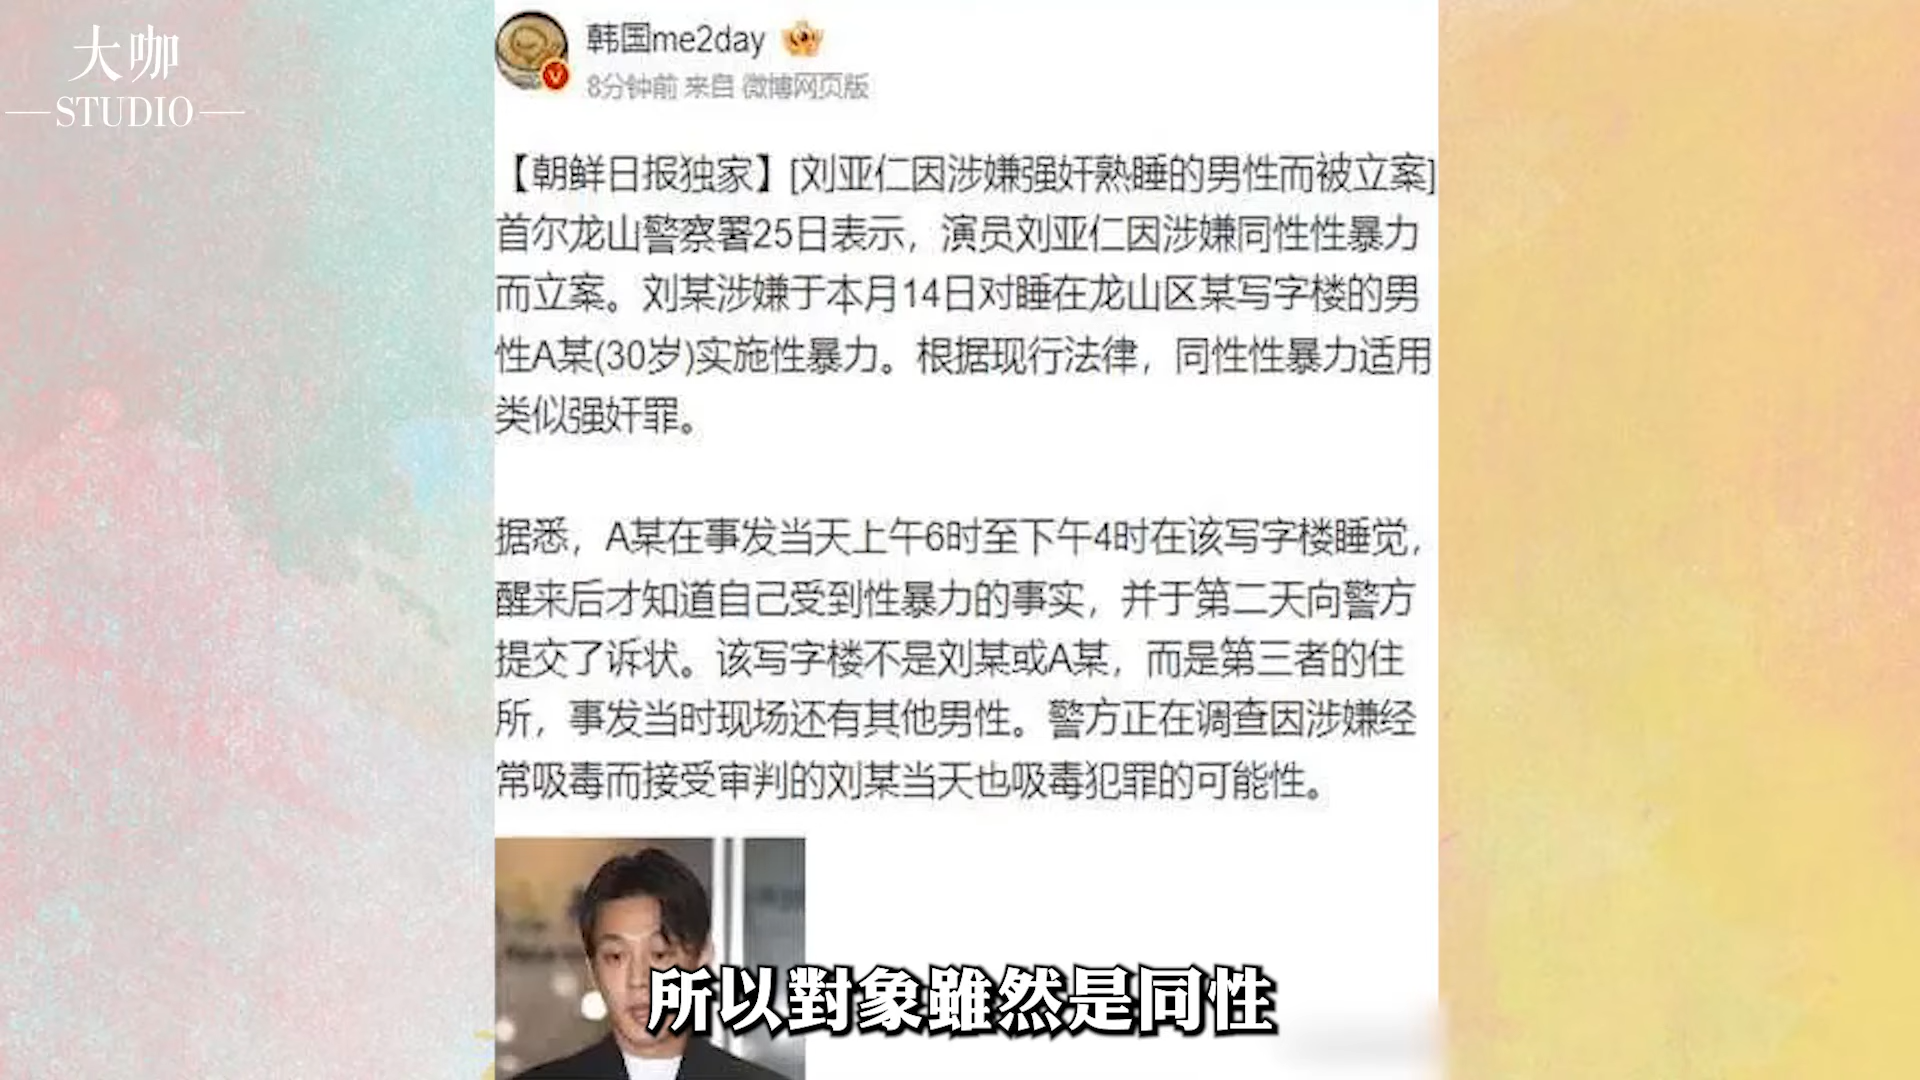 大咖
STUDIO
韩国me2day
8分钟前 来自 微博网页版
【朝鲜日报独家】[刘亚仁因涉嫌强奸熟睡的男性而被立案]
首尔龙山警察署25日表示，演员刘亚仁因涉嫌同性性暴力
而立案。刘某涉嫌于本月14日对睡在龙山区某写字楼的男
性A某(30岁)实施性暴力。根据现行法律，同性性暴力适用
类似强奸罪。
据悉，A某在事发当天上午6时至下午4时在该写字楼睡觉，
醒来后才知道自己受到性暴力的事实，并于第二天向警方
提交了诉状。该写字楼不是刘某或A某，而是第三者的住
所，事发当时现场还有其他男性。警方正在调查因涉嫌经
常吸毒而接受审判的刘某当天也吸毒犯罪的可能性。
所以對象雖然是同性